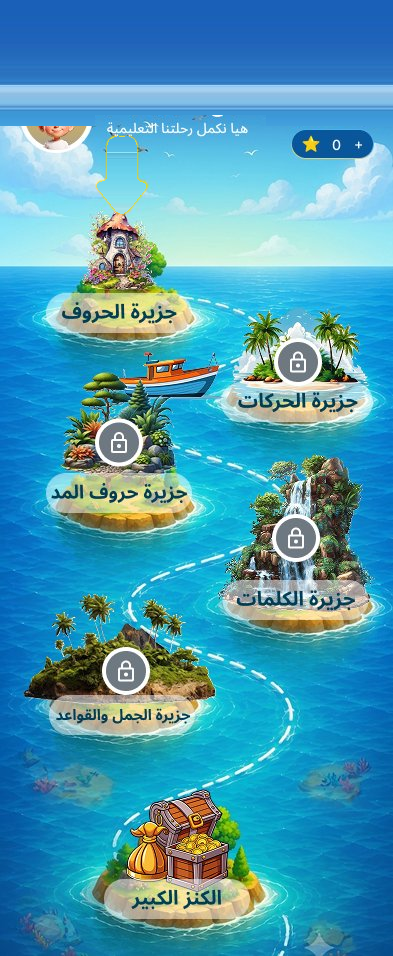 هيا نكمل رحلتنا التعليمية
0 +
جزيرة الحروف
جزيرة الحركات
جزيرة حروف المد
جزيرة الكلمات
جزيرة الجمل والقواعد
الكنز الكبير